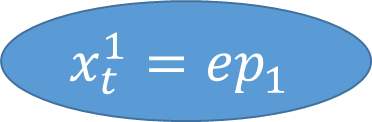 $x_t^1 = ep_1$